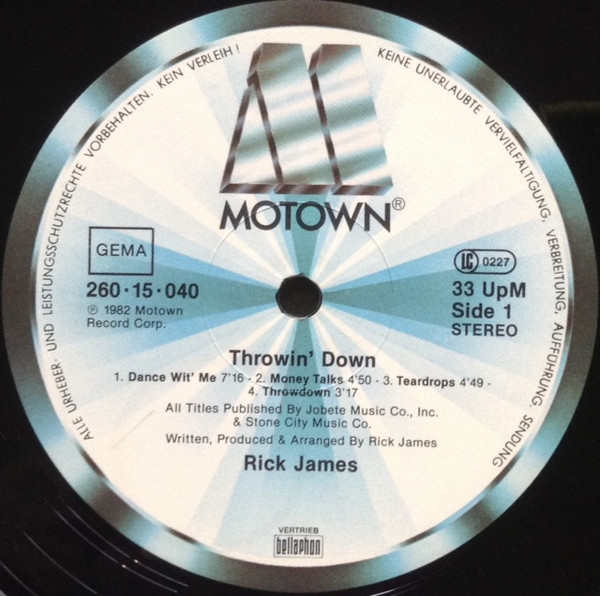 ALLE URHEBER- UND LEISTUNGSSCHUTZRECHTE VORBEHALTEN. KEIN VERLEIH! KEINE UNERLAUBTE VERVIELFÄLTIGUNG, VERBREITUNG, AUFFÜHRUNG, SENDUNG
M
MOTOWN®
GEMA
LC 0227
260·15·040
℗ 1982 Motown
Record Corp.
33 UpM
Side 1
STEREO
Throwin' Down
1. Dance Wit' Me 7'16 - 2. Money Talks 4'50 - 3. Teardrops 4'49 -
4. Throwdown 3'17
All Titles Published By Jobete Music Co., Inc.
& Stone City Music Co.
Written, Produced & Arranged By Rick James
Rick James
VERTRIEB
bellaphon